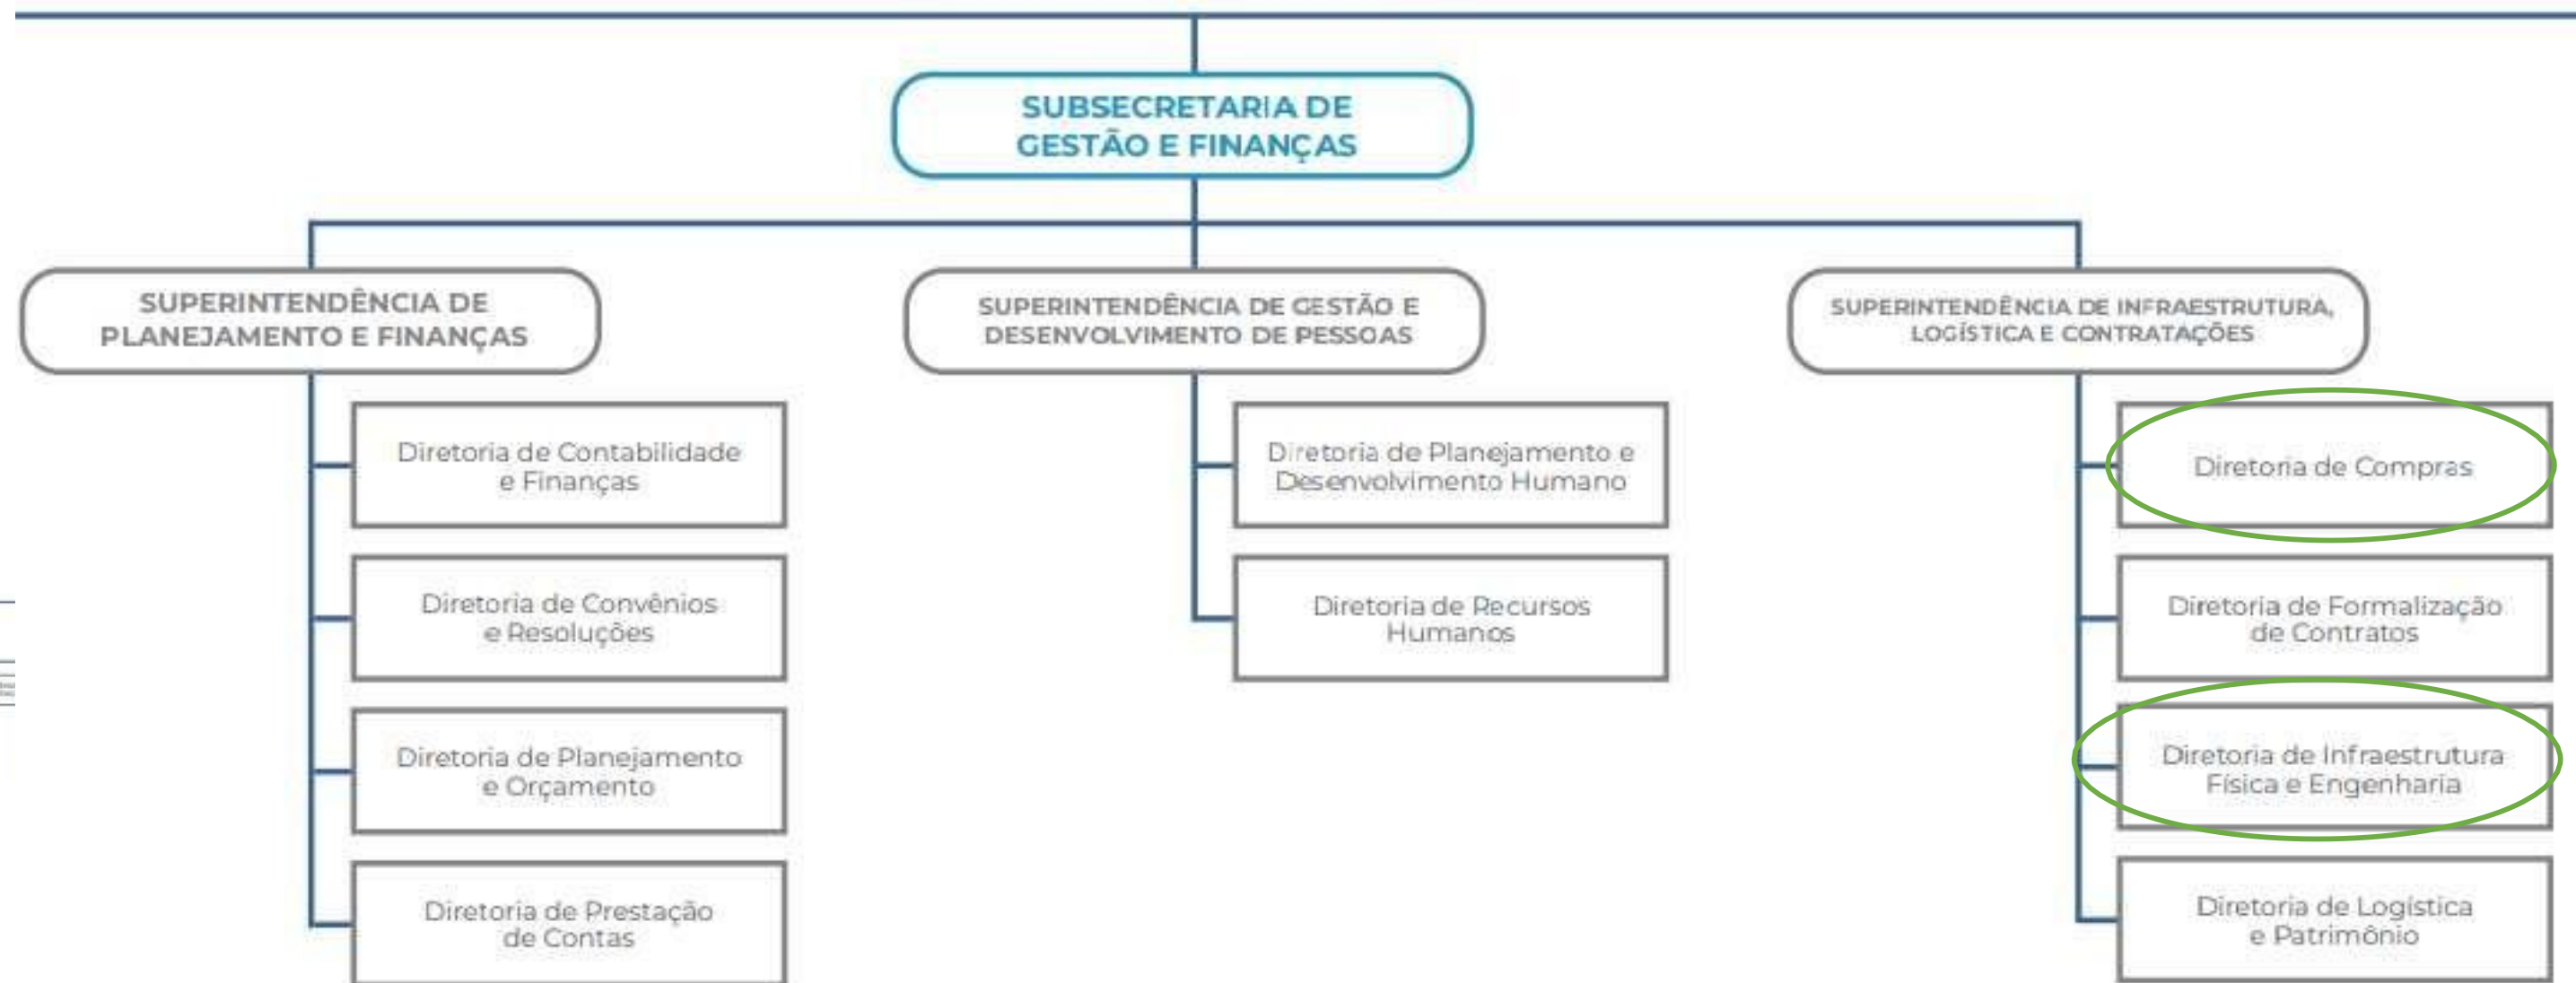 SUBSECRETARIA DE
GESTÃO E FINANÇAS
SUPERINTENDÊNCIA DE
PLANEJAMENTO E FINANÇAS
Diretoria de Contabilidade
e Finanças
Diretoria de Convênios
e Resoluções
Diretoria de Planejamento
e Orçamento
Diretoria de Prestação
de Contas
SUPERINTENDÊNCIA DE GESTÃO E
DESENVOLVIMENTO DE PESSOAS
Diretoria de Planejamento e
Desenvolvimento Humano
Diretoria de Recursos
Humanos
SUPERINTENDÊNCIA DE INFRAESTRUTURA,
LOGÍSTICA E CONTRATAÇÕES
Diretoria de Compras
Diretoria de Formalização
de Contratos
Diretoria de Infraestrutura
Física e Engenharia
Diretoria de Logística
e Patrimônio